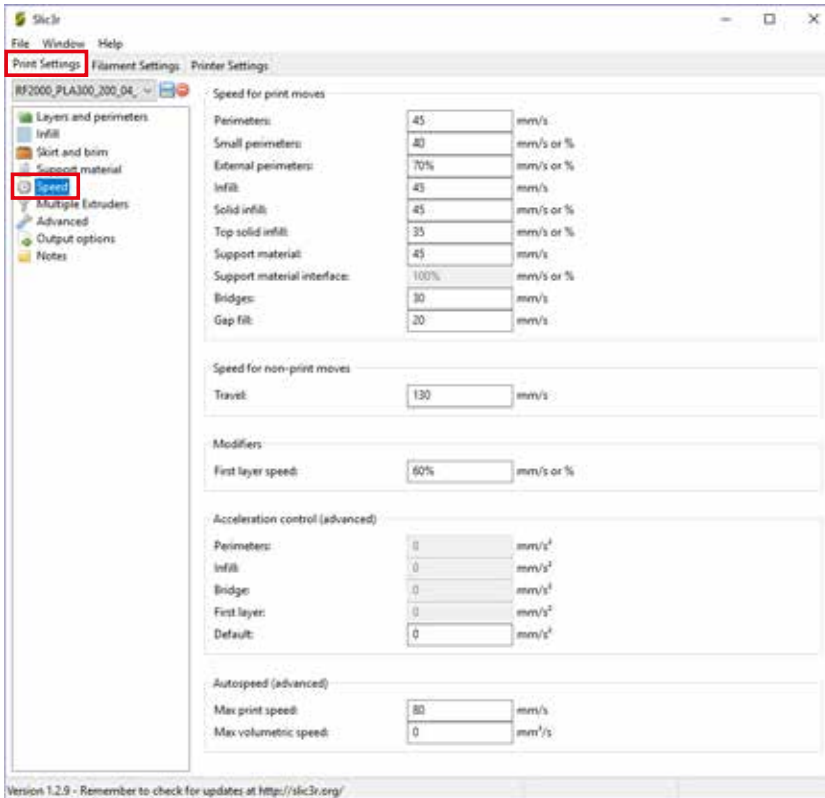 Slic3r
File Window Help
Print Settings Filament Settings Printer Settings
RF2000_PLA300_200_04_
Layers and perimeters
Infill
Skirt and brim
Support material
Speed
Multiple Extruders
Advanced
Output options
Notes
Speed for print moves
Perimeters: 45 mm/s
Small perimeters: 40 mm/s or %
External perimeters: 70% mm/s or %
Infill: 45 mm/s
Solid infill: 45 mm/s or %
Top solid infill: 35 mm/s or %
Support material: 45 mm/s
Support material interface: 100% mm/s or %
Bridges: 30 mm/s
Gap fill: 20 mm/s
Speed for non-print moves
Travel: 130 mm/s
Modifiers
First layer speed: 60% mm/s or %
Acceleration control (advanced)
Perimeters: 0 mm/s²
Infill: 0 mm/s²
Bridge: 0 mm/s²
First layer: 0 mm/s²
Default: 0 mm/s²
Autospeed (advanced)
Max print speed: 80 mm/s
Max volumetric speed: 0 mm³/s
Version 1.2.9 - Remember to check for updates at http://slic3r.org/